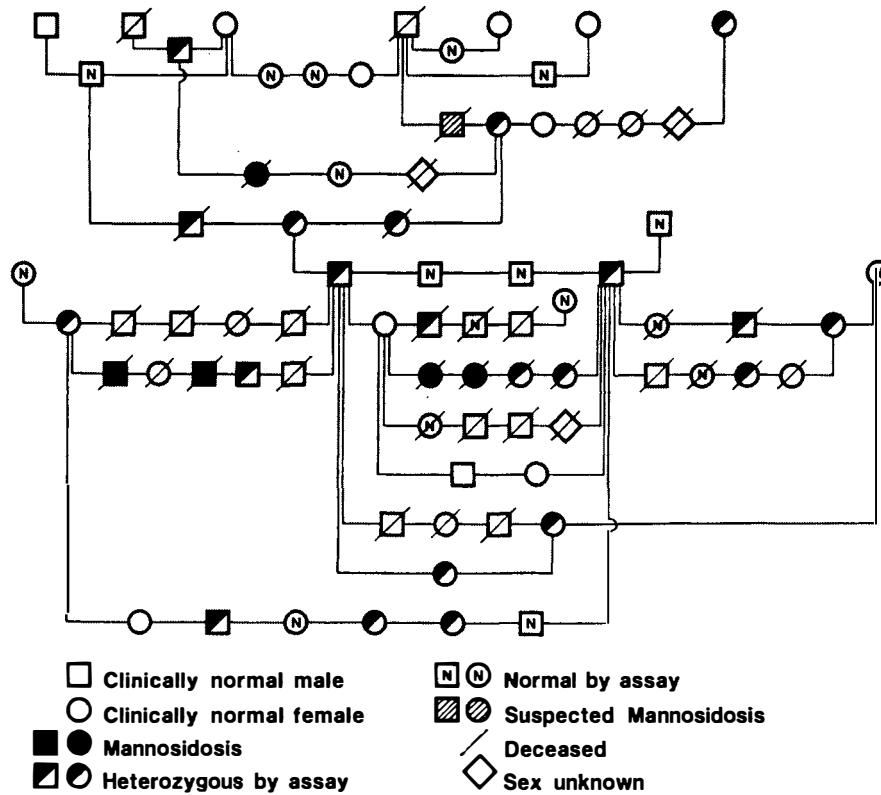 N
N N N N
N
N
N N N
N
N N
N
N
N N
Clinically normal male
Clinically normal female
Mannosidosis
Heterozygous by assay
N N Normal by assay
Suspected Mannosidosis
Deceased
Sex unknown